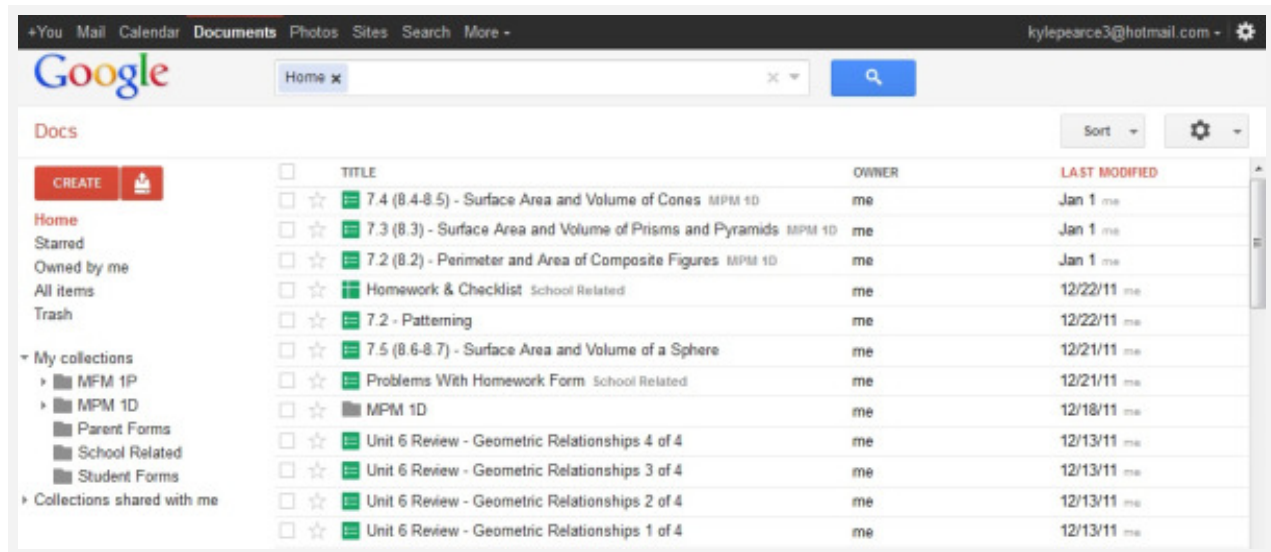 +You Mail Calendar Documents Photos Sites Search More kylepearce3@hotmail.com
Google Home x
Docs Sort
CREATE
Home
Starred
Owned by me
All items
Trash
My collections
MFM 1P
MPM 1D
Parent Forms
School Related
Student Forms
Collections shared with me
TITLE OWNER LAST MODIFIED
7.4 (8.4-8.5) - Surface Area and Volume of Cones MPM 1D me Jan 1 me
7.3 (8.3) - Surface Area and Volume of Prisms and Pyramids MPM 1D me Jan 1 me
7.2 (8.2) - Perimeter and Area of Composite Figures MPM 1D me Jan 1 me
Homework & Checklist School Related me 12/22/11 me
7.2 - Patterning me 12/22/11 me
7.5 (8.6-8.7) - Surface Area and Volume of a Sphere me 12/21/11 me
Problems With Homework Form School Related me 12/21/11 me
MPM 1D me 12/18/11 me
Unit 6 Review - Geometric Relationships 4 of 4 me 12/13/11 me
Unit 6 Review - Geometric Relationships 3 of 4 me 12/13/11 me
Unit 6 Review - Geometric Relationships 2 of 4 me 12/13/11 me
Unit 6 Review - Geometric Relationships 1 of 4 me 12/13/11 me